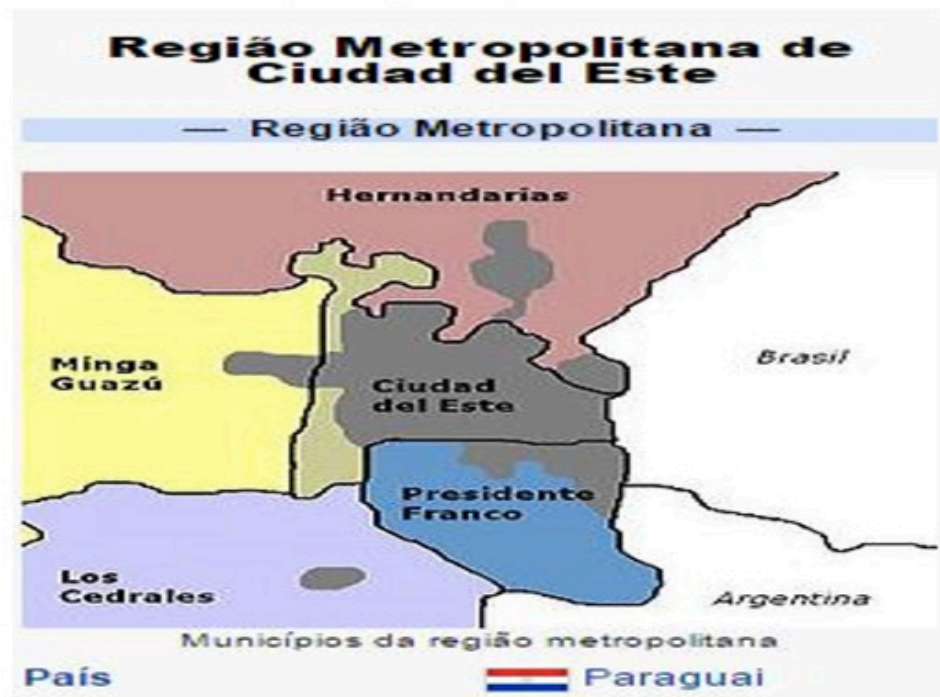 Região Metropolitana de
Ciudad del Este
— Região Metropolitana —
Hernandarias
Brasil
Minga
Guazú
Ciudad
del Este
Presidente
Franco
Los
Cedrales
Argentina
Municípios da região metropolitana
País Paraguai